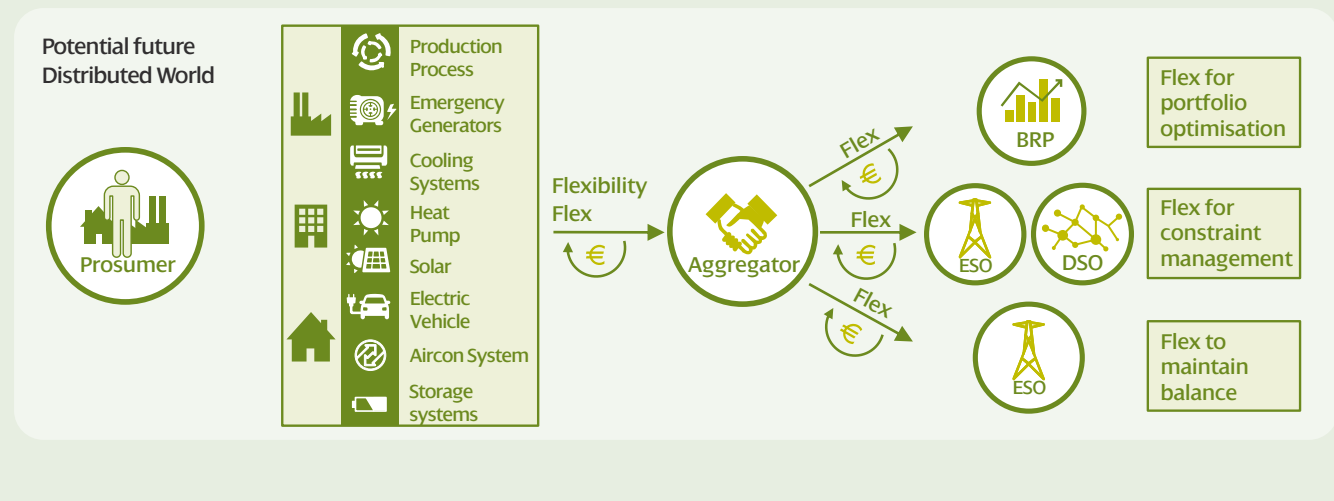 Potential future
Distributed World
Prosumer
Production
Process
Emergency
Generators
Cooling
Systems
Heat
Pump
Solar
Electric
Vehicle
Aircon System
Storage
systems
Flexibility
Flex
€
Aggregator
Flex
€
BRP
Flex for
portfolio
optimisation
Flex
€
ESO
DSO
Flex for
constraint
management
Flex
€
ESO
Flex to
maintain
balance